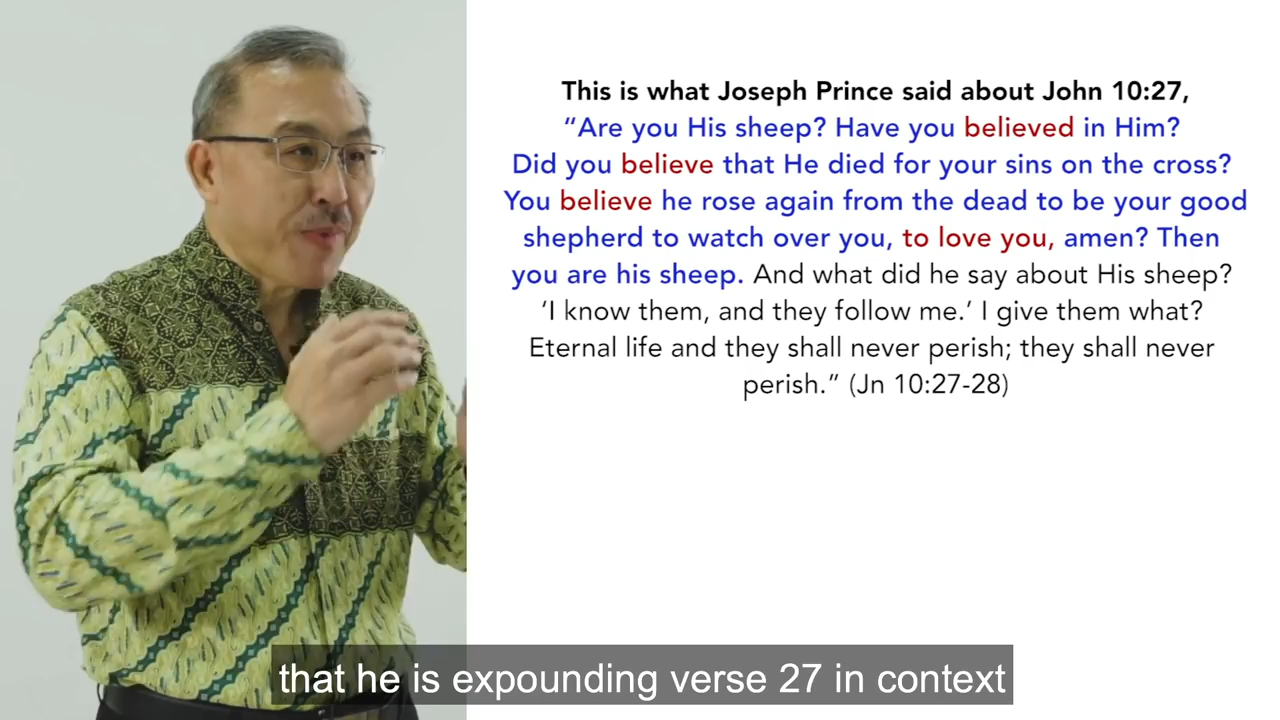 This is what Joseph Prince said about John 10:27,
“Are you His sheep? Have you believed in Him?
Did you believe that He died for your sins on the cross?
You believe he rose again from the dead to be your good
shepherd to watch over you, to love you, amen? Then
you are his sheep. And what did he say about His sheep?
‘I know them, and they follow me.’ I give them what?
Eternal life and they shall never perish; they shall never
perish.” (Jn 10:27-28)
that he is expounding verse 27 in context